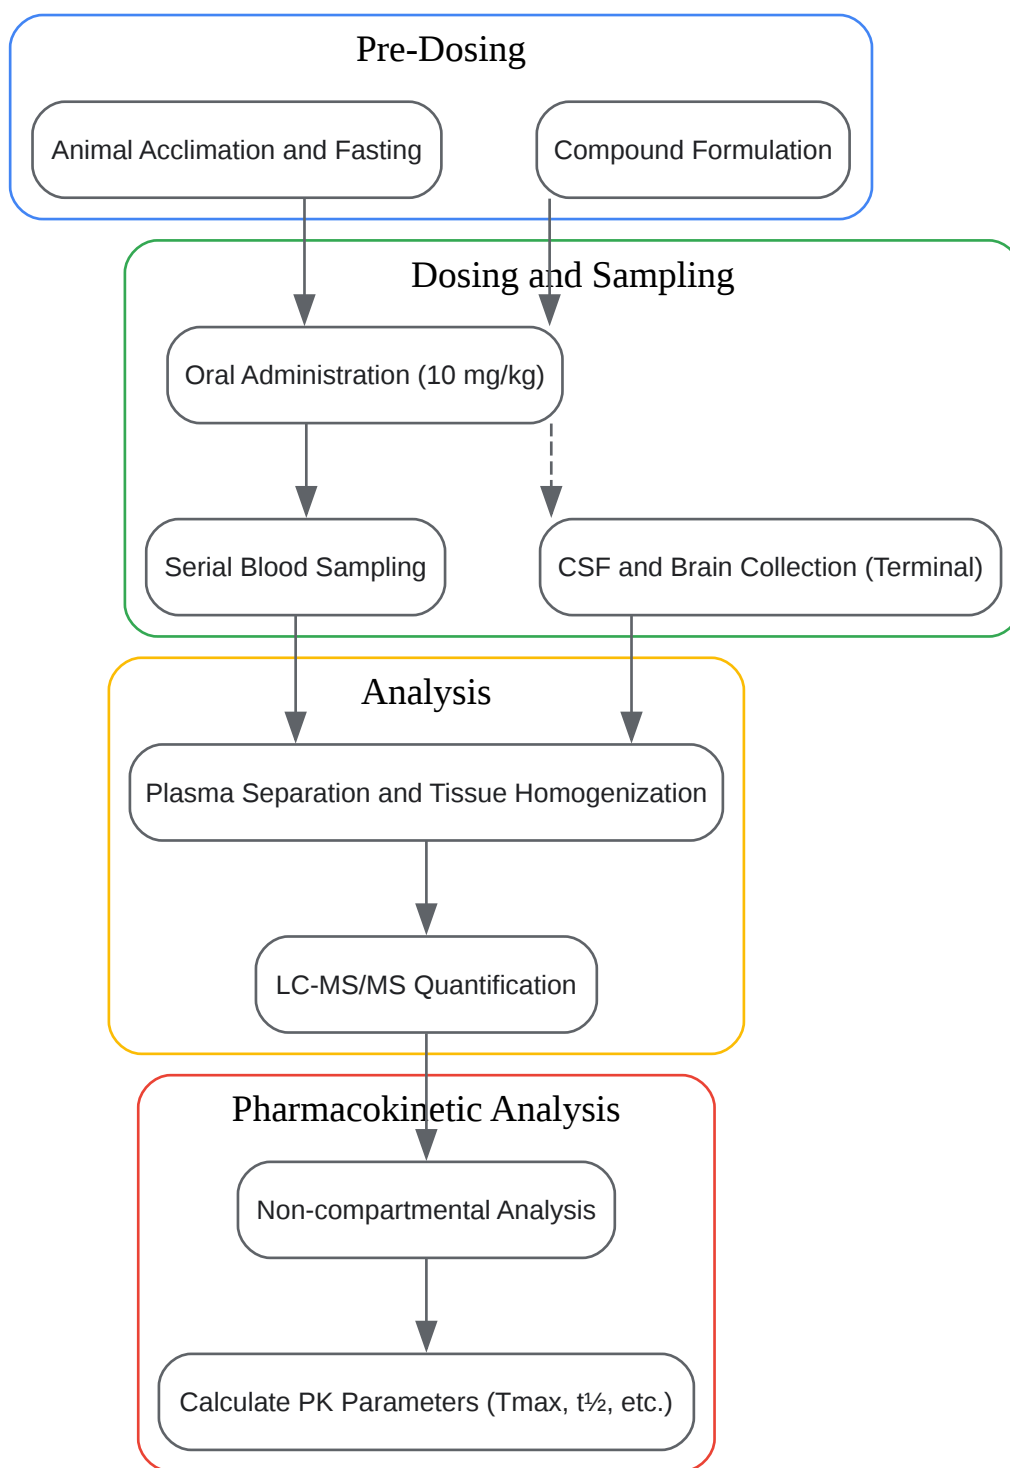 Pre-Dosing
Animal Acclimation and Fasting
Compound Formulation
Dosing and Sampling
Oral Administration (10 mg/kg)
Serial Blood Sampling
CSF and Brain Collection (Terminal)
Analysis
Plasma Separation and Tissue Homogenization
LC-MS/MS Quantification
Pharmacokinetic Analysis
Non-compartmental Analysis
Calculate PK Parameters (Tmax, t½, etc.)